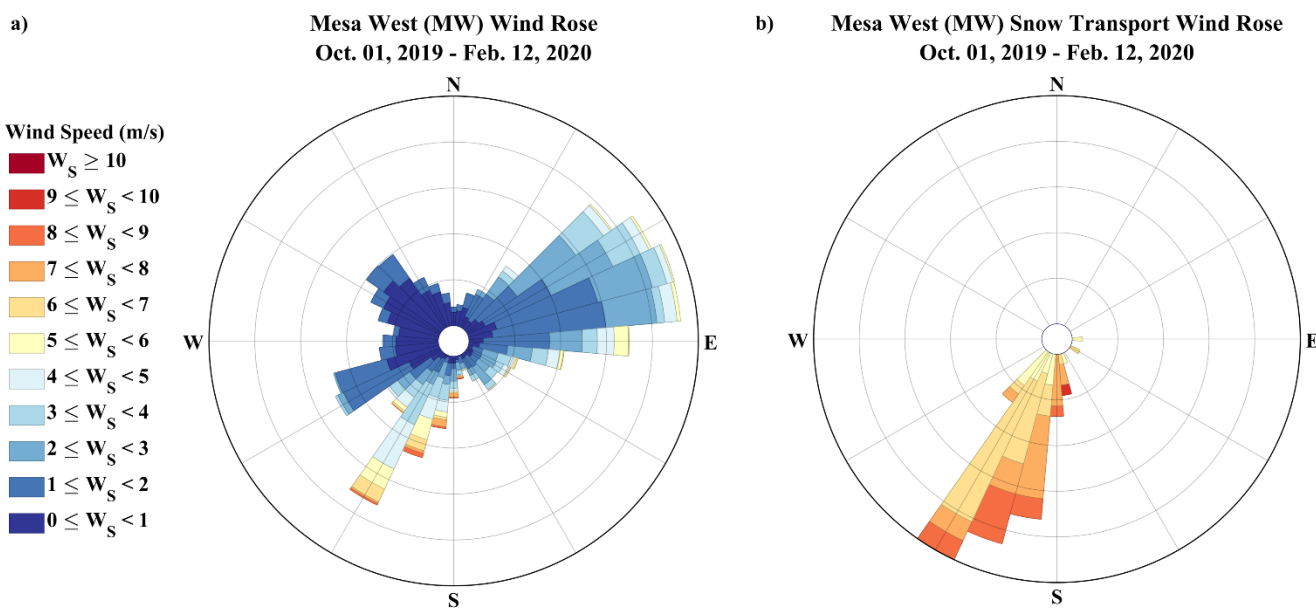 a)
Mesa West (MW) Wind Rose
Oct. 01, 2019 - Feb. 12, 2020
N
W
E
S
Wind Speed (m/s)
W_S ≥ 10
9 ≤ W_S < 10
8 ≤ W_S < 9
7 ≤ W_S < 8
6 ≤ W_S < 7
5 ≤ W_S < 6
4 ≤ W_S < 5
3 ≤ W_S < 4
2 ≤ W_S < 3
1 ≤ W_S < 2
0 ≤ W_S < 1
b)
Mesa West (MW) Snow Transport Wind Rose
Oct. 01, 2019 - Feb. 12, 2020
N
W
E
S